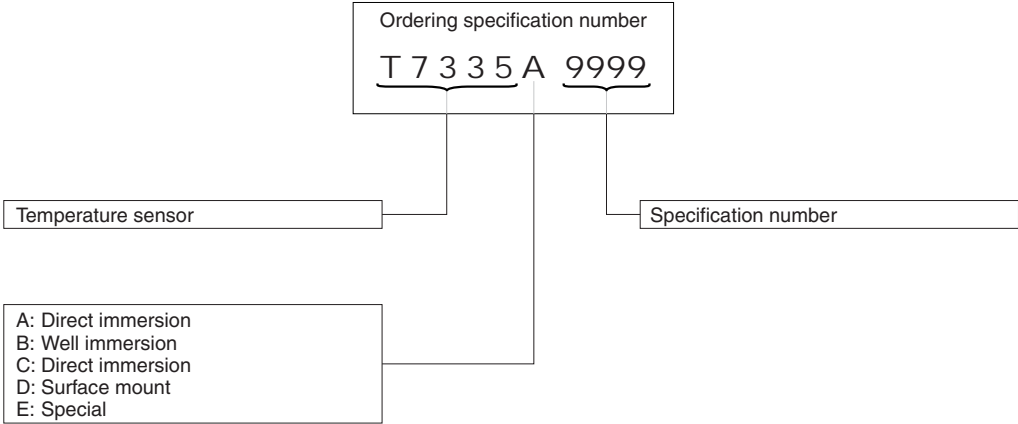 Ordering specification number
T7335A 9999
Temperature sensor
Specification number
A: Direct immersion
B: Well immersion
C: Direct immersion
D: Surface mount
E: Special